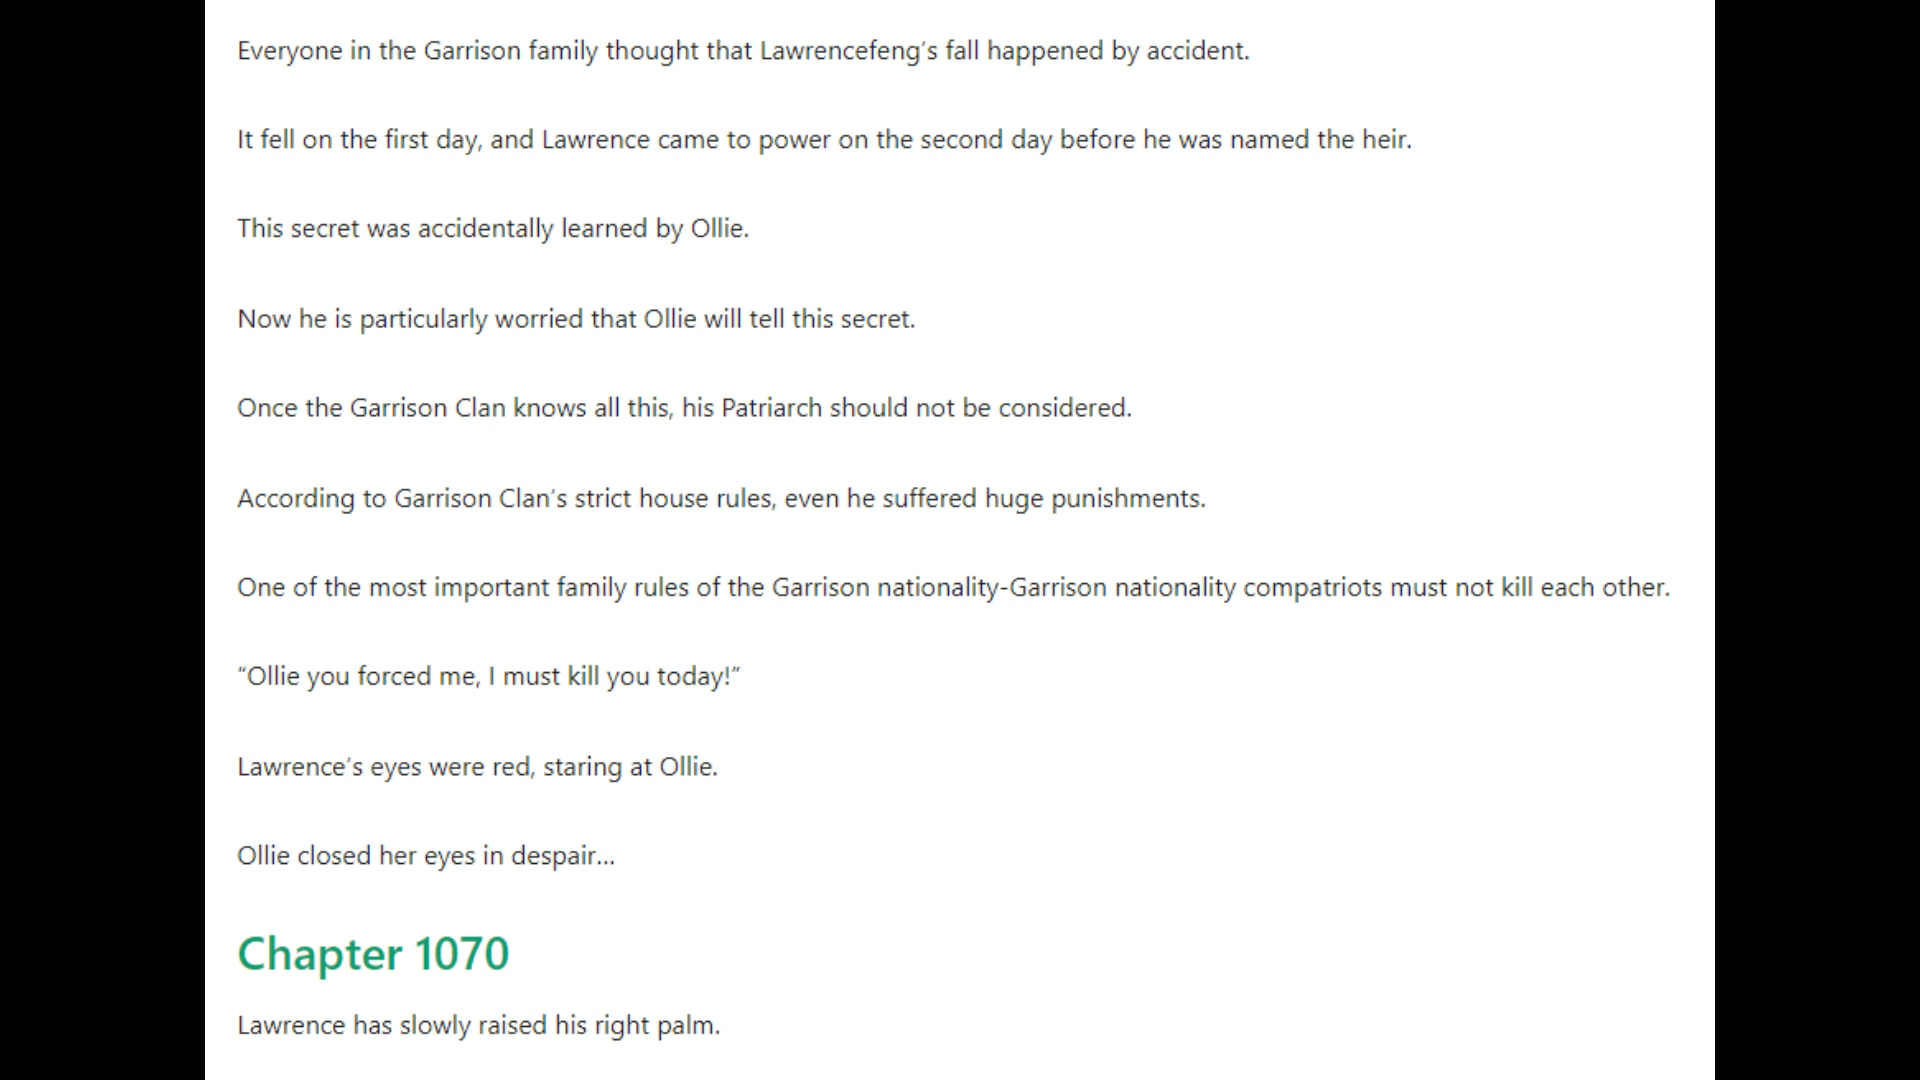 Everyone in the Garrison family thought that Lawrencefeng’s fall happened by accident.
It fell on the first day, and Lawrence came to power on the second day before he was named the heir.
This secret was accidentally learned by Ollie.
Now he is particularly worried that Ollie will tell this secret.
Once the Garrison Clan knows all this, his Patriarch should not be considered.
According to Garrison Clan’s strict house rules, even he suffered huge punishments.
One of the most important family rules of the Garrison nationality-Garrison nationality compatriots must not kill each other.
“Ollie you forced me, I must kill you today!”
Lawrence’s eyes were red, staring at Ollie.
Ollie closed her eyes in despair…
Chapter 1070
Lawrence has slowly raised his right palm.